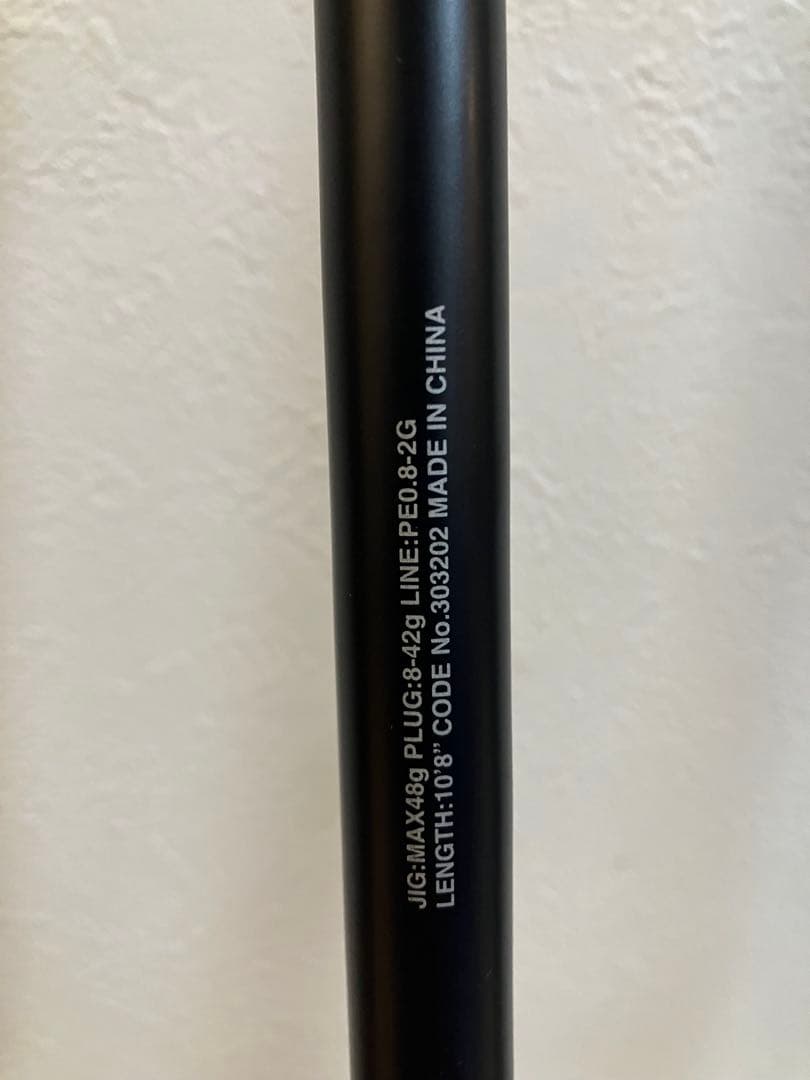 JIG:MAX48g PLUG:8-42g LINE:PE0.8-2G
LENGTH:10'8" CODE No.303202 MADE IN CHINA